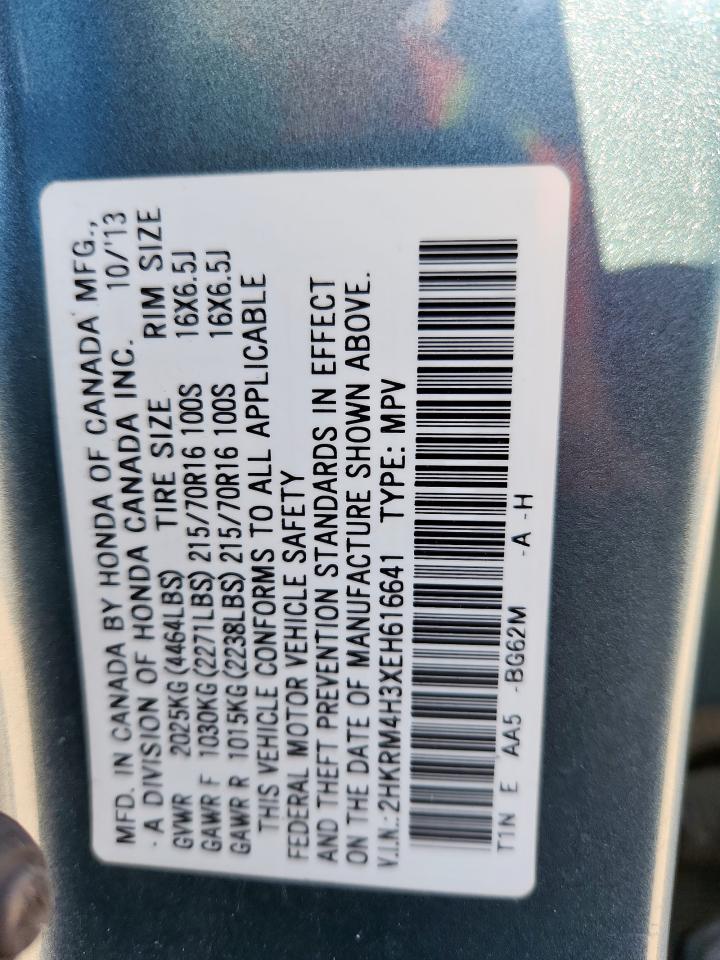 MFD. IN CANADA BY HONDA OF CANADA MFG.,
A DIVISION OF HONDA CANADA INC. 10/'13
TIRE SIZE RIM SIZE
GVWR 2025KG (4464LBS)
GAWR F 1030KG (2271LBS) 215/70R16 100S 16X6.5J
GAWR R 1015KG (2238LBS) 215/70R16 100S 16X6.5J
THIS VEHICLE CONFORMS TO ALL APPLICABLE
FEDERAL MOTOR VEHICLE SAFETY
AND THEFT PREVENTION STANDARDS IN EFFECT
ON THE DATE OF MANUFACTURE SHOWN ABOVE.
V.I.N.: 2HKRM4H3XEH616641 TYPE: MPV
T1N E AA5 -BG62M -A -H